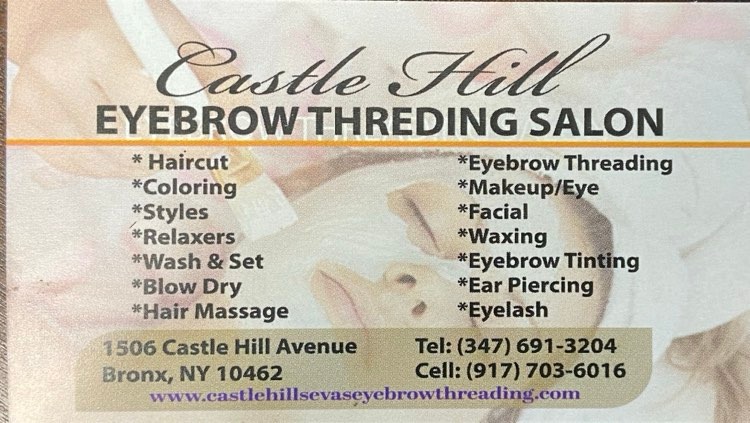 Castle Hill
EYEBROW THREDING SALON
* Haircut
*Coloring
*Styles
*Relaxers
*Wash & Set
*Blow Dry
*Hair Massage
*Eyebrow Threading
*Makeup/Eye
*Facial
*Waxing
*Eyebrow Tinting
*Ear Piercing
*Eyelash
1506 Castle Hill Avenue
Bronx, NY 10462
Tel: (347) 691-3204
Cell: (917) 703-6016
www.castlehillsevaseyebrowthreading.com